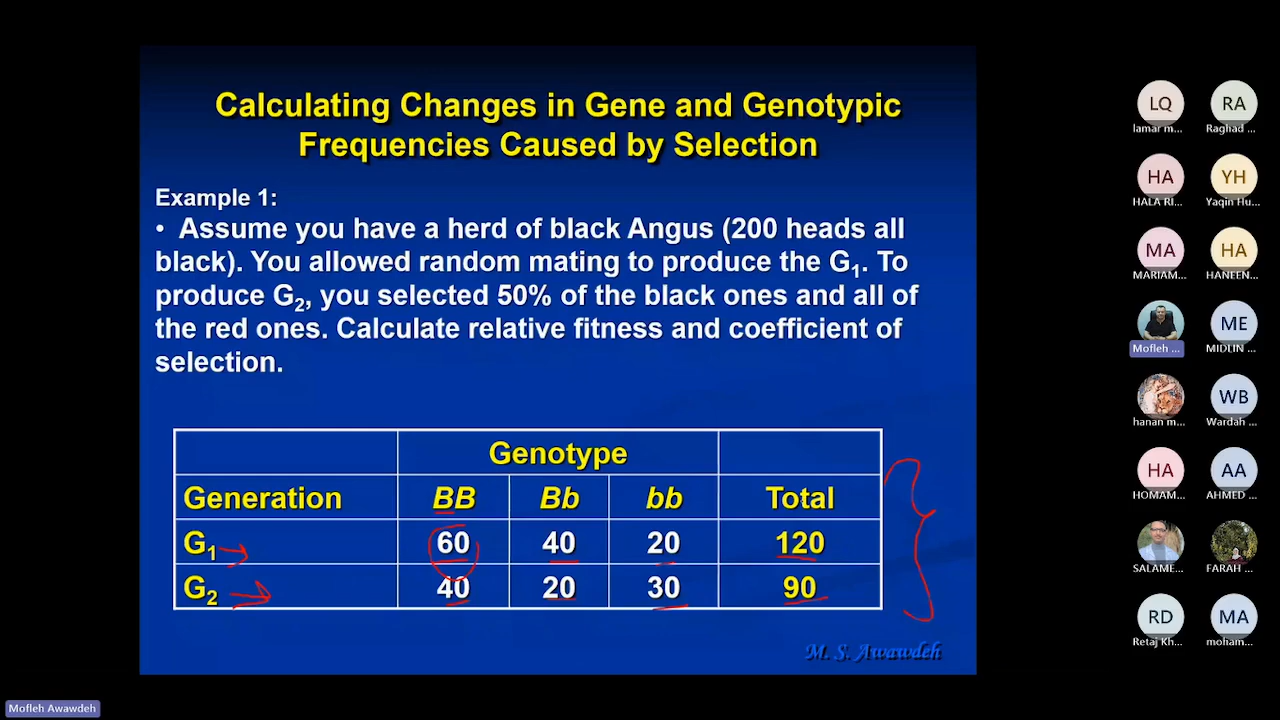 Calculating Changes in Gene and Genotypic
Frequencies Caused by Selection
Example 1:
• Assume you have a herd of black Angus (200 heads all
black). You allowed random mating to produce the G1. To
produce G2, you selected 50% of the black ones and all of
the red ones. Calculate relative fitness and coefficient of
selection.
Genotype
Generation BB Bb bb Total
G1 60 40 20 120
G2 40 20 30 90
M. S. Awawdeh
Mofleh Awawdeh
LQ RA
lamar m... Raghad ...
HA YH
HALA RI... Yaqin Hu...
MA HA
MARIAM... HANEEN...
ME
Mofleh ... MIDLIN ...
WB
hanan m... Wardah ...
HA AA
HOMAM... AHMED ...
SALAME... FARAH ...
RD MA
Retaj Kh... moham...